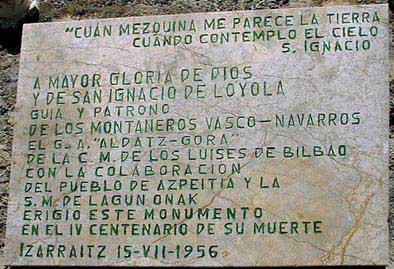 "CUÁN MEZQUINA ME PARECE LA TIERRA
CUANDO CONTEMPLO EL CIELO
S. IGNACIO
A MAYOR GLORIA DE DIOS
Y DE SAN IGNACIO DE LOYOLA
GUIA Y PATRONO
DE LOS MONTAÑEROS VASCO-NAVARROS
EL G. A. "ALDATZ-GORA"
DE LA C. M. DE LOS LUISES DE BILBAO
CON LA COLABORACION
DEL PUEBLO DE AZPEITIA Y LA
S. M. DE LAGUN ONAK
ERIGIO ESTE MONUMENTO
EN EL IV CENTENARIO DE SU MUERTE
IZARRAITZ 15-VII-1956